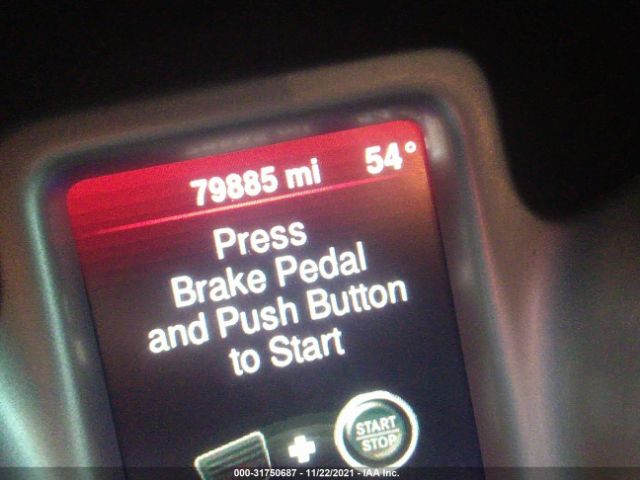 79885 mi 54°
Press
Brake Pedal
and Push Button
to Start
START
STOP
000-31750687 - 11/22/2021 - IAA Inc.